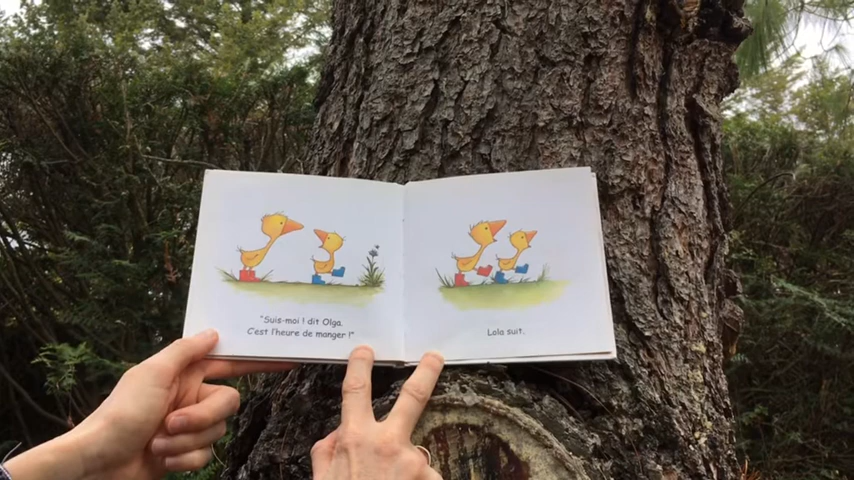 "Suis-moi ! dit Olga.
C'est l'heure de manger !"
Lola suit.